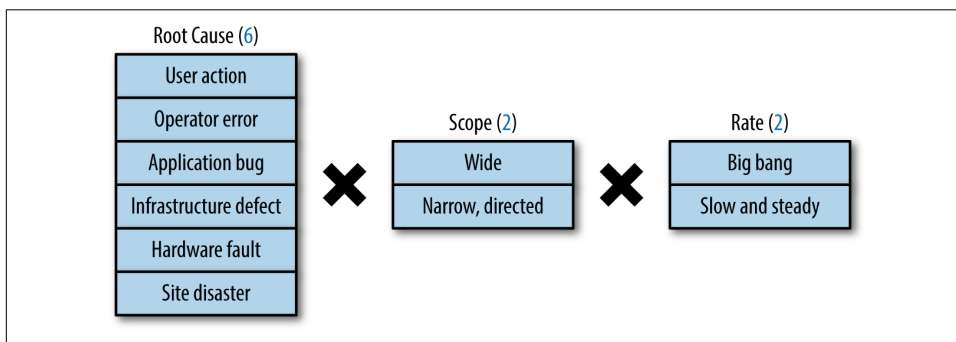 Root Cause (6)
User action
Operator error
Application bug
Infrastructure defect
Hardware fault
Site disaster
Scope (2)
Wide
Narrow, directed
Rate (2)
Big bang
Slow and steady